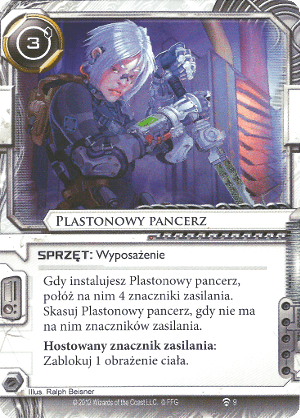 3
PLASTONOWY PANCERZ
SPRZĘT: Wyposażenie
Gdy instalujesz Plastonowy pancerz,
połóż na nim 4 znaczniki zasilania.
Skasuj Plastonowy pancerz, gdy nie ma
na nim znaczników zasilania.
Hostowany znacznik zasilania:
Zablokuj 1 obrażenie ciała.
Illus. Ralph Beisner
© 2012 Wizards of the Coast LLC. © FFG
9